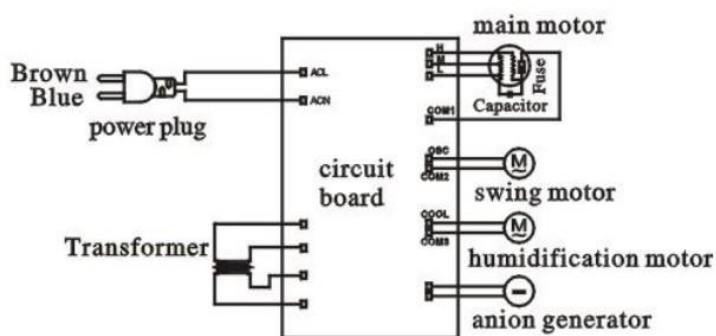 main motor
H
M
L
Fuse
Capacitor
COM1
Brown
Blue
power plug
ACL
ACN
circuit
board
OSC
M
COM2
swing motor
Transformer
COOL
M
COM3
humidification motor
anion generator